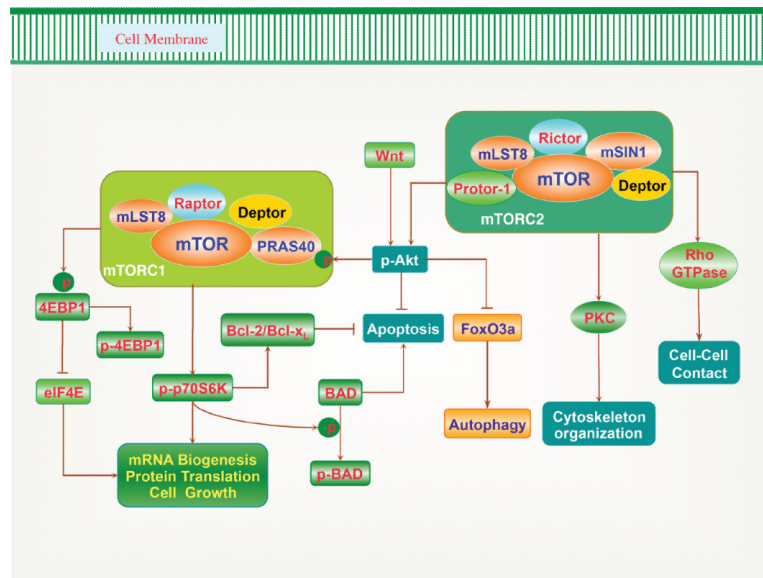 Cell Membrane
Rictor
mLST8
mSIN1
mTOR
Protor-1
Deptor
mTORC2
Wnt
Raptor
mLST8
Deptor
mTOR
PRAS40
mTORC1
p
p-Akt
Rho
GTPase
p
4EBP1
p-4EBP1
Bcl-2/Bcl-xL
Apoptosis
FoxO3a
PKC
Cell-Cell
Contact
eIF4E
p-p70S6K
BAD
p
Autophagy
Cytoskeleton
organization
mRNA Biogenesis
Protein Translation
Cell Growth
p-BAD